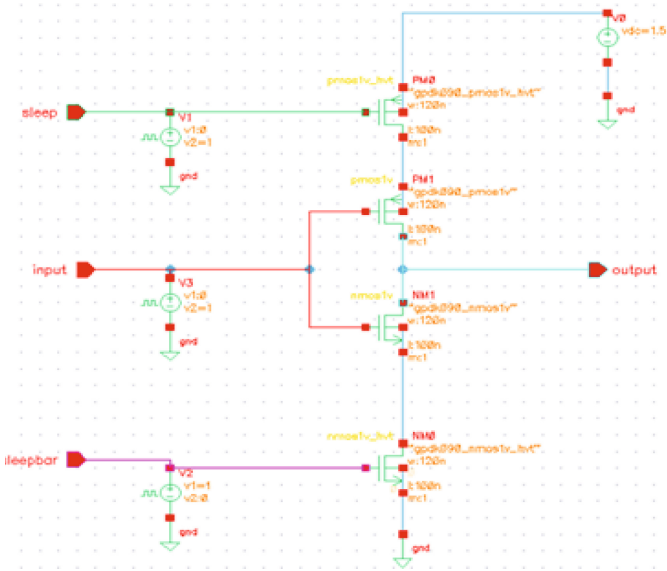 V0
vdc=1.5
gnd
pmos1v_hvt
PM0
"gpdk090_pmos1v_hvt"
w:120n
l:100n
m:1
sleep
V1
v1:0
v2=1
gnd
pmos1v
PM1
"gpdk090_pmos1v"
w:120n
l:100n
m:1
input
output
V3
v1:0
v2=1
gnd
nmos1v
NM1
"gpdk090_nmos1v"
w:120n
l:100n
m:1
sleepbar
V2
v1=1
v2:0
gnd
nmos1v_hvt
NM0
"gpdk090_nmos1v_hvt"
w:120n
l:100n
m:1
gnd